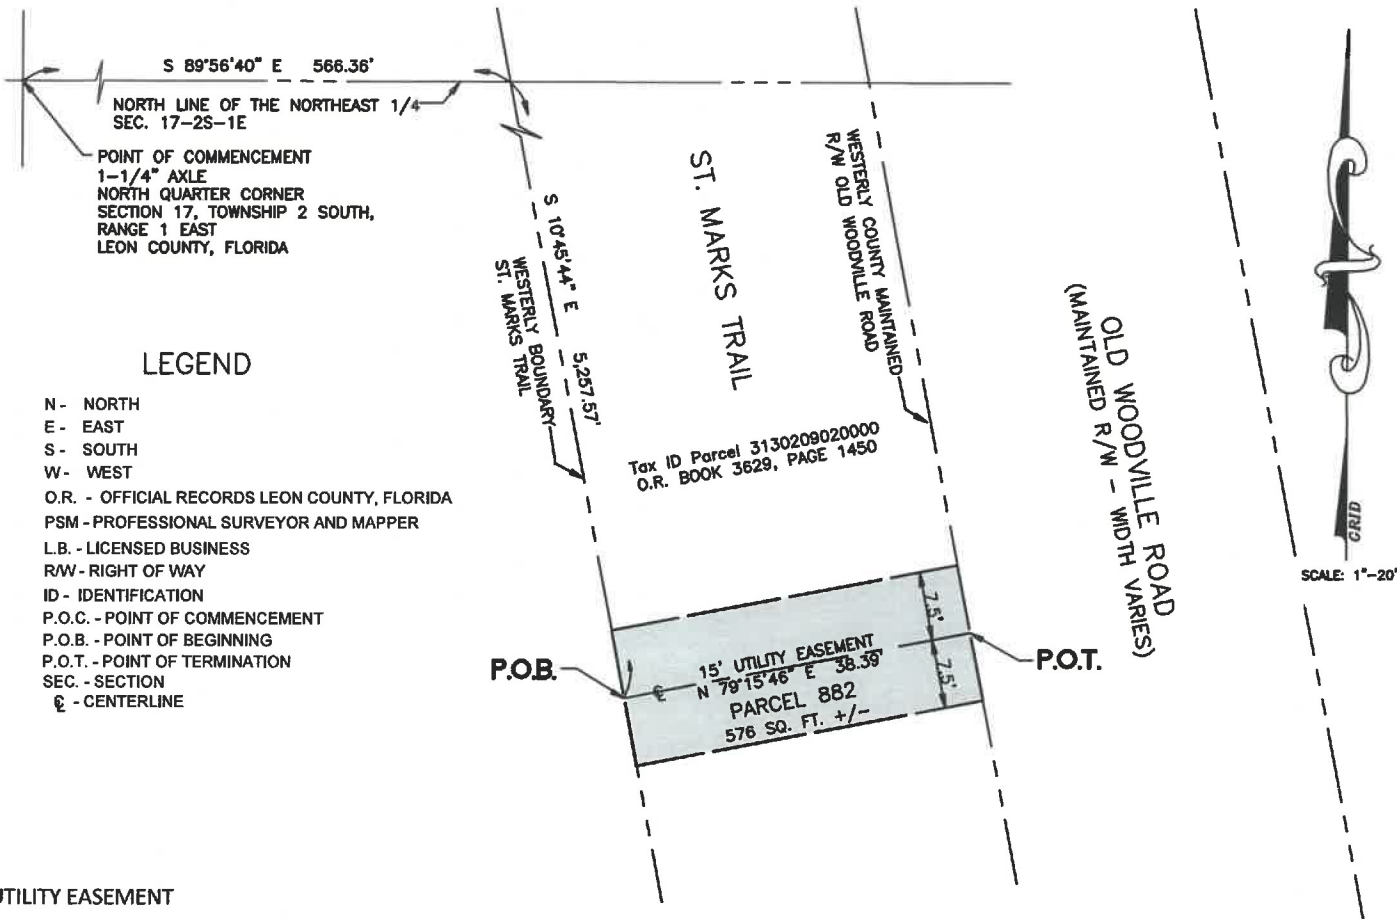 S 89°56'40" E 566.36'
NORTH LINE OF THE NORTHEAST 1/4
SEC. 17-2S-1E
POINT OF COMMENCEMENT
1-1/4" AXLE
NORTH QUARTER CORNER
SECTION 17, TOWNSHIP 2 SOUTH,
RANGE 1 EAST
LEON COUNTY, FLORIDA
S 10°45'44" E 5,257.57'
WESTERLY BOUNDARY
ST. MARKS TRAIL
ST. MARKS TRAIL
WESTERLY COUNTY MAINTAINED
R/W OLD WOODVILLE ROAD
OLD WOODVILLE ROAD
(MAINTAINED R/W - WIDTH VARIES)
GRID
SCALE: 1"-20'
Tax ID Parcel 3130209020000
O.R. BOOK 3629, PAGE 1450
LEGEND
N - NORTH
E - EAST
S - SOUTH
W - WEST
O.R. - OFFICIAL RECORDS LEON COUNTY, FLORIDA
PSM - PROFESSIONAL SURVEYOR AND MAPPER
L.B. - LICENSED BUSINESS
R/W - RIGHT OF WAY
ID - IDENTIFICATION
P.O.C. - POINT OF COMMENCEMENT
P.O.B. - POINT OF BEGINNING
P.O.T. - POINT OF TERMINATION
SEC. - SECTION
℄ - CENTERLINE
P.O.B.
℄
15' UTILITY EASEMENT
N 79°15'46" E 38.39'
PARCEL 882
576 SQ. FT. +/-
7.5'
7.5'
P.O.T.
UTILITY EASEMENT